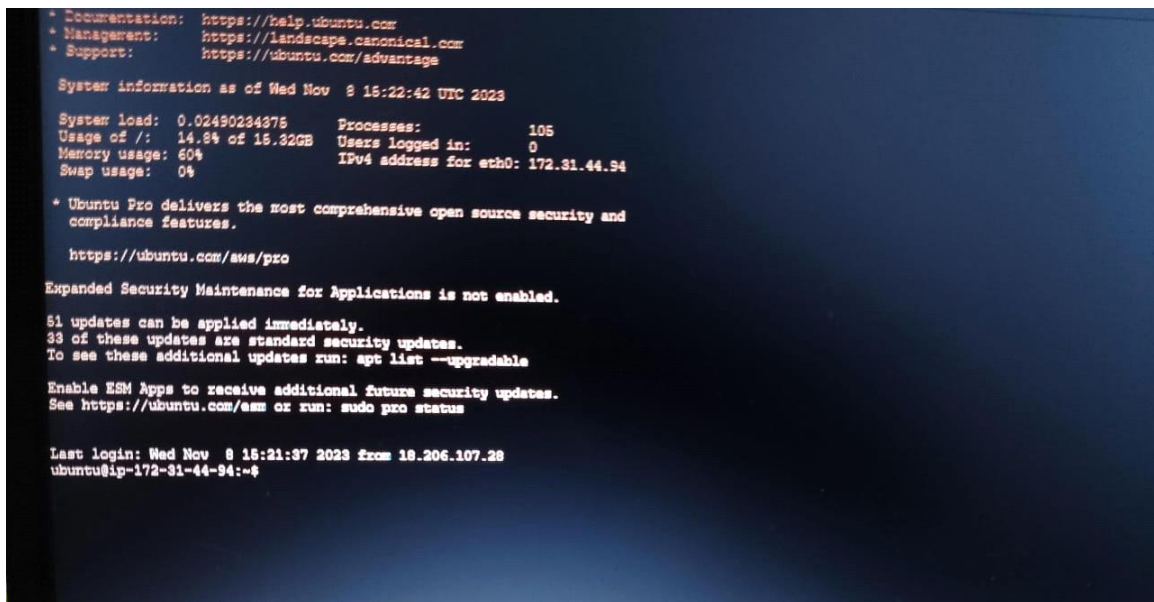 * Documentation: https://help.ubuntu.com
* Management: https://landscape.canonical.com
* Support: https://ubuntu.com/advantage
System information as of Wed Nov 8 15:22:42 UTC 2023
System load: 0.02490234375 Processes: 105
Usage of /: 14.8% of 15.32GB Users logged in: 0
Memory usage: 60% IPv4 address for eth0: 172.31.44.94
Swap usage: 0%
* Ubuntu Pro delivers the most comprehensive open source security and
compliance features.
https://ubuntu.com/aws/pro
Expanded Security Maintenance for Applications is not enabled.
51 updates can be applied immediately.
33 of these updates are standard security updates.
To see these additional updates run: apt list --upgradable
Enable ESM Apps to receive additional future security updates.
See https://ubuntu.com/esm or run: sudo pro status
Last login: Wed Nov 8 15:21:37 2023 from 18.206.107.28
ubuntu@ip-172-31-44-94:~$